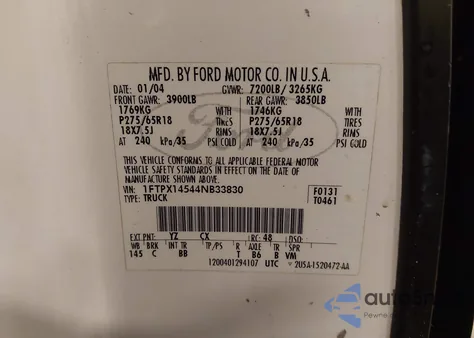 MFD. BY FORD MOTOR CO. IN U.S.A.
DATE: 01/04 GVWR: 7200LB/ 3265KG
FRONT GAWR: 3900LB REAR GAWR: 3850LB
1769KG WITH 1746KG WITH
P275/65R18 TIRES P275/65R18 TIRES
18X7.5J RIMS 18X7.5J RIMS
AT 240 kPa/35 PSI COLD AT 240 kPa/35 PSI COLD
THIS VEHICLE CONFORMS TO ALL APPLICABLE FEDERAL MOTOR
VEHICLE SAFETY STANDARDS IN EFFECT ON THE DATE OF
MANUFACTURE SHOWN ABOVE.
VIN: 1FTPX14544NB33830 F0131
TYPE: TRUCK T0461
EXT PNT: YZ CX RC: 48 DSO:
WB BRK INT TR TP/PS R AXLE TR SPR
145 C BB T B6 B VM
1200401294107 UTC 2U5A-1520472-AA
Ford